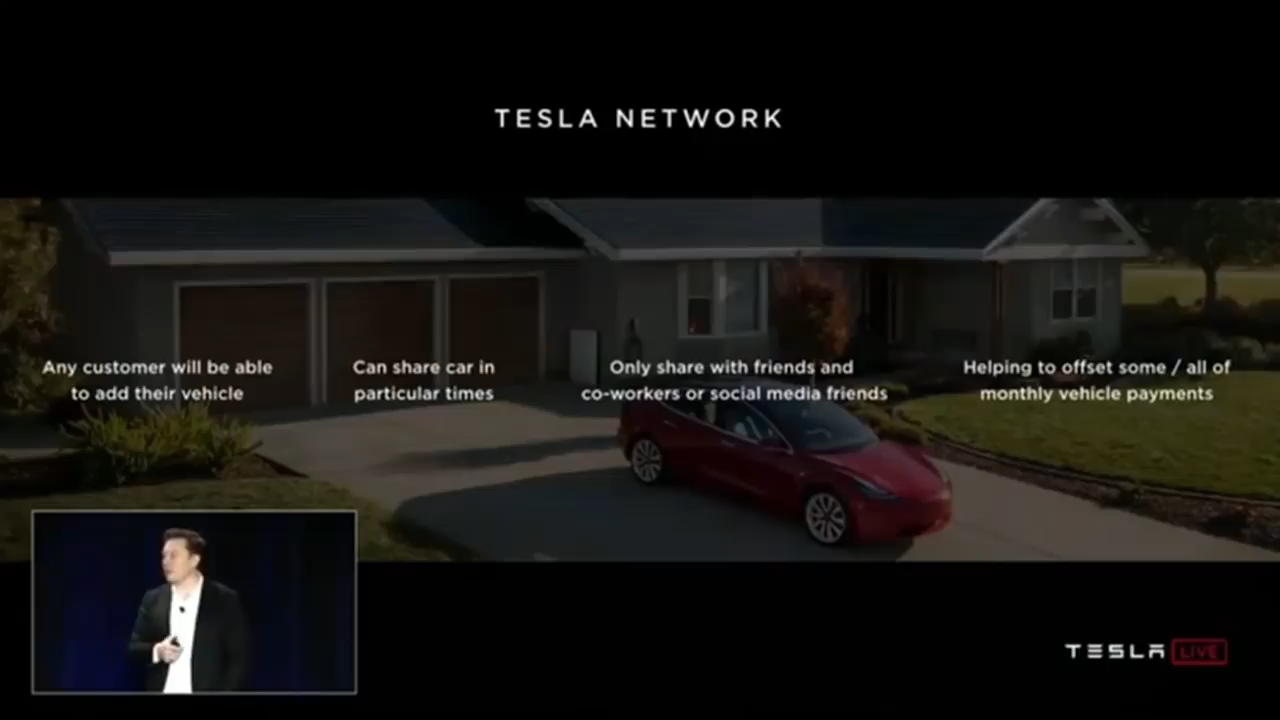 TESLA NETWORK
Any customer will be able
to add their vehicle
Can share car in
particular times
Only share with friends and
co-workers or social media friends
Helping to offset some / all of
monthly vehicle payments
TESLA LIVE